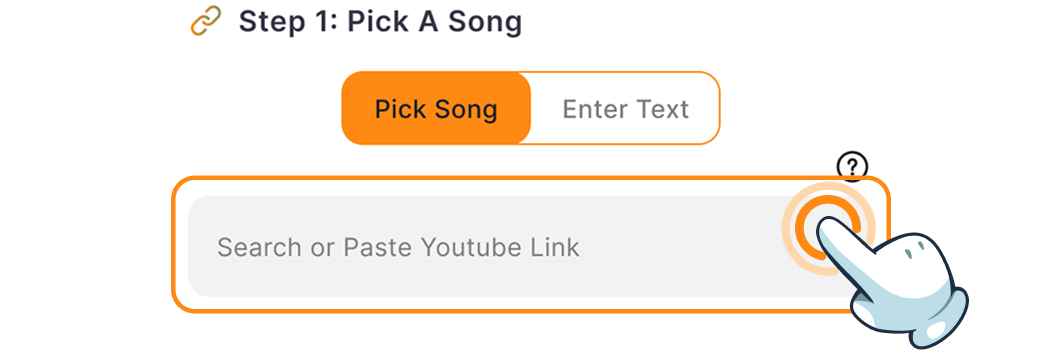 Step 1: Pick A Song
Pick Song
Enter Text
?
Search or Paste Youtube Link